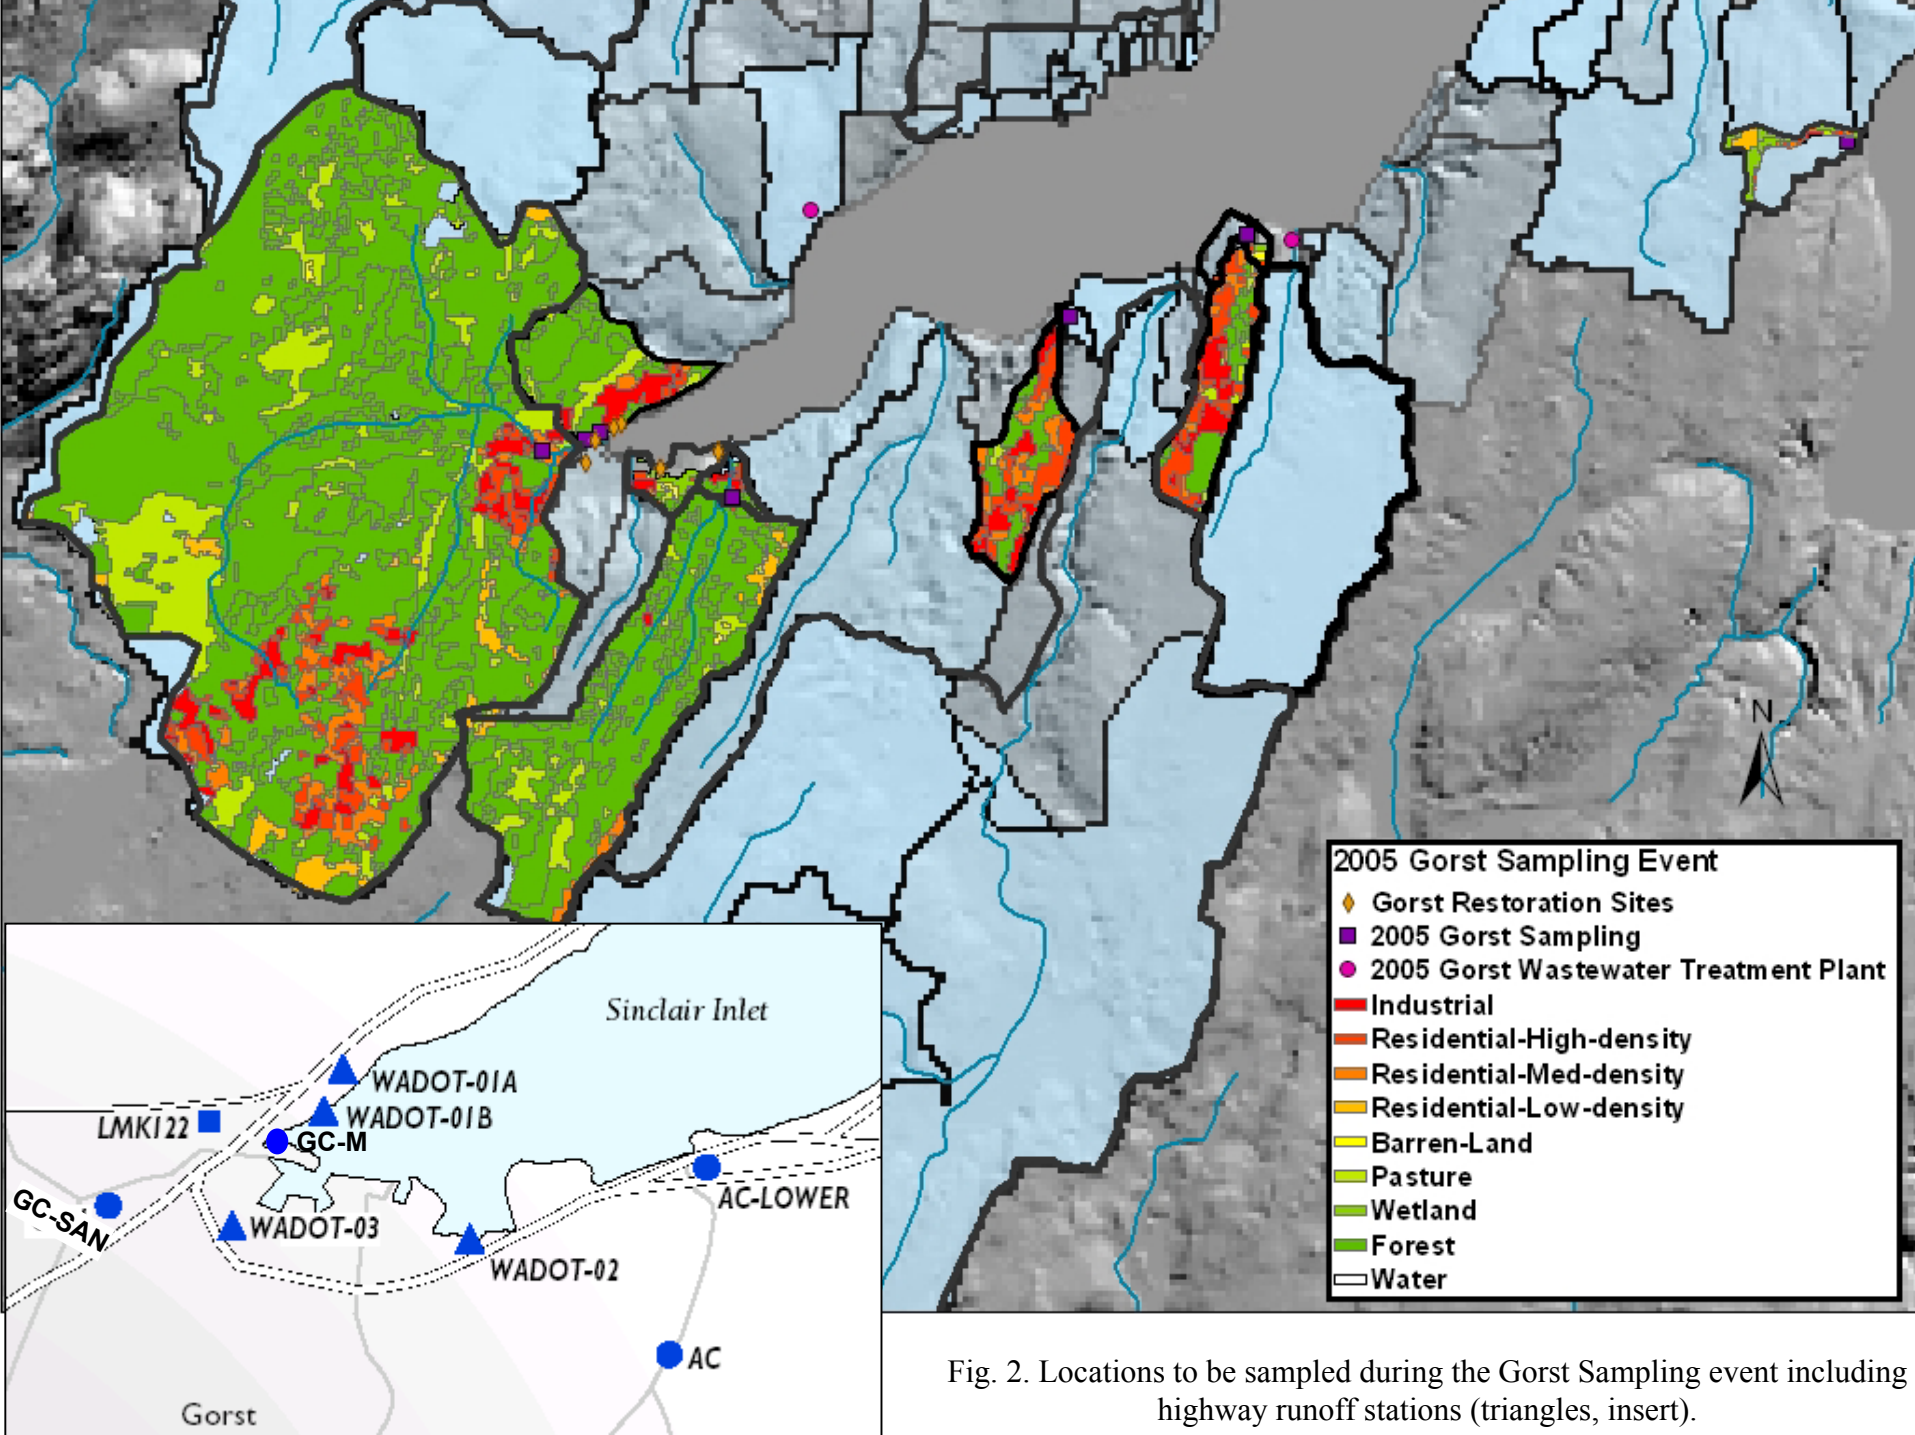 N
2005 Gorst Sampling Event
Gorst Restoration Sites
2005 Gorst Sampling
2005 Gorst Wastewater Treatment Plant
Industrial
Residential-High-density
Residential-Med-density
Residential-Low-density
Barren-Land
Pasture
Wetland
Forest
Water
Sinclair Inlet
WADOT-01A
WADOT-01B
LMK122
GC-M
GC-SAN
WADOT-03
AC-LOWER
WADOT-02
AC
Gorst
Fig. 2. Locations to be sampled during the Gorst Sampling event including
highway runoff stations (triangles, insert).